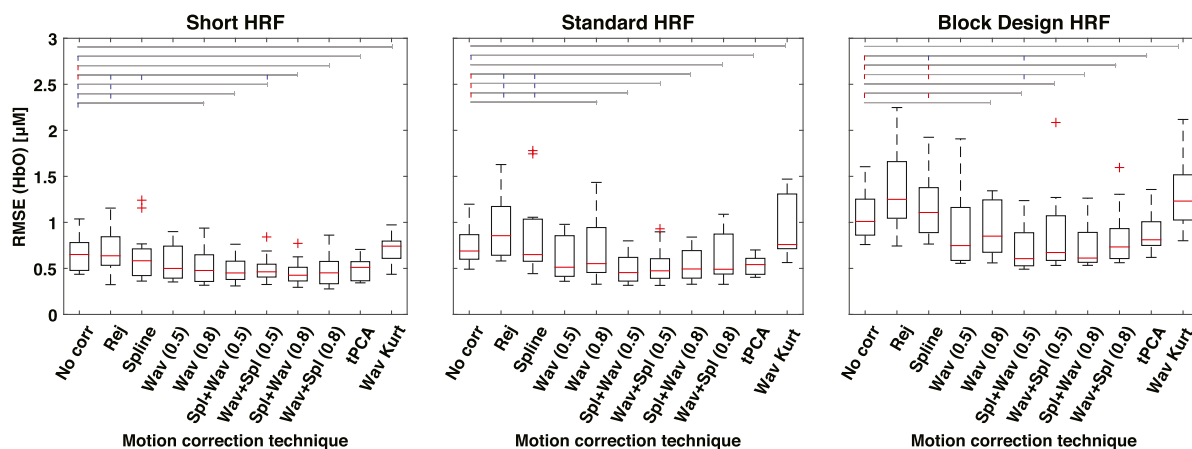 Short HRF
Standard HRF
Block Design HRF
RMSE (HbO) [µM]
3
2.5
2
1.5
1
0.5
0
No corr
Rej
Spline
Wav (0.5)
Wav (0.8)
Spl+Wav (0.5)
Wav+Spl (0.5)
Spl+Wav (0.8)
Wav+Spl (0.8)
tPCA
Wav Kurt
Motion correction technique
No corr
Rej
Spline
Wav (0.5)
Wav (0.8)
Spl+Wav (0.5)
Wav+Spl (0.5)
Spl+Wav (0.8)
Wav+Spl (0.8)
tPCA
Wav Kurt
Motion correction technique
No corr
Rej
Spline
Wav (0.5)
Wav (0.8)
Spl+Wav (0.5)
Wav+Spl (0.5)
Spl+Wav (0.8)
Wav+Spl (0.8)
tPCA
Wav Kurt
Motion correction technique